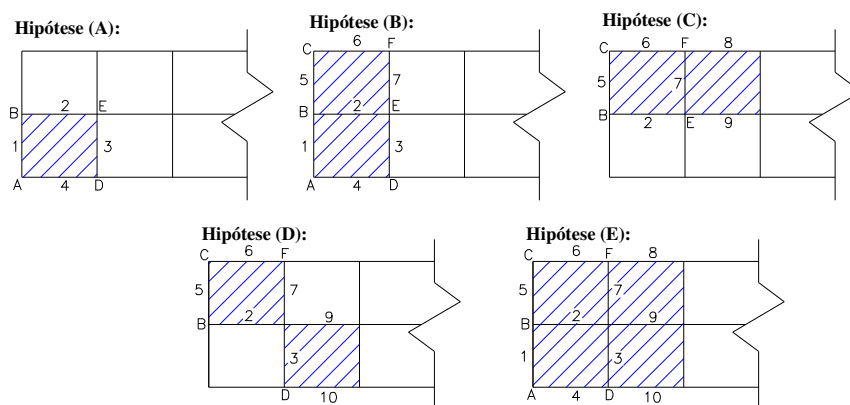 Hipótese (A):
B 2 E
1 3
A 4 D
Hipótese (B):
C 6 F
5 7
B 2 E
1 3
A 4 D
Hipótese (C):
C 6 F 8
5 7
B 2 E 9
Hipótese (D):
C 6 F
5 7
B 2 9
3
D 10
Hipótese (E):
C 6 F 8
5 7
B 2 9
1 3
A 4 D 10